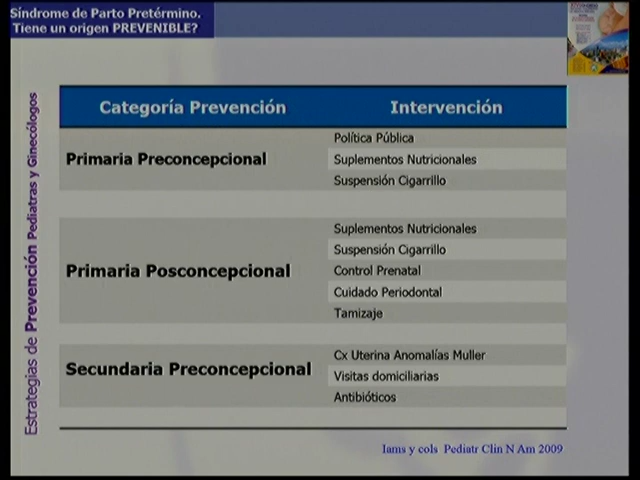 Síndrome de Parto Pretérmino.
Tiene un origen PREVENIBLE?
Estrategias de Prevención Pediatras y Ginecólogos
Categoría Prevención
Intervención
Primaria Preconcepcional
Política Pública
Suplementos Nutricionales
Suspensión Cigarrillo
Primaria Posconcepcional
Suplementos Nutricionales
Suspensión Cigarrillo
Control Prenatal
Cuidado Periodontal
Tamizaje
Secundaria Preconcepcional
Cx Uterina Anomalías Muller
Visitas domiciliarias
Antibióticos
Iams y cols Pediatr Clin N Am 2009